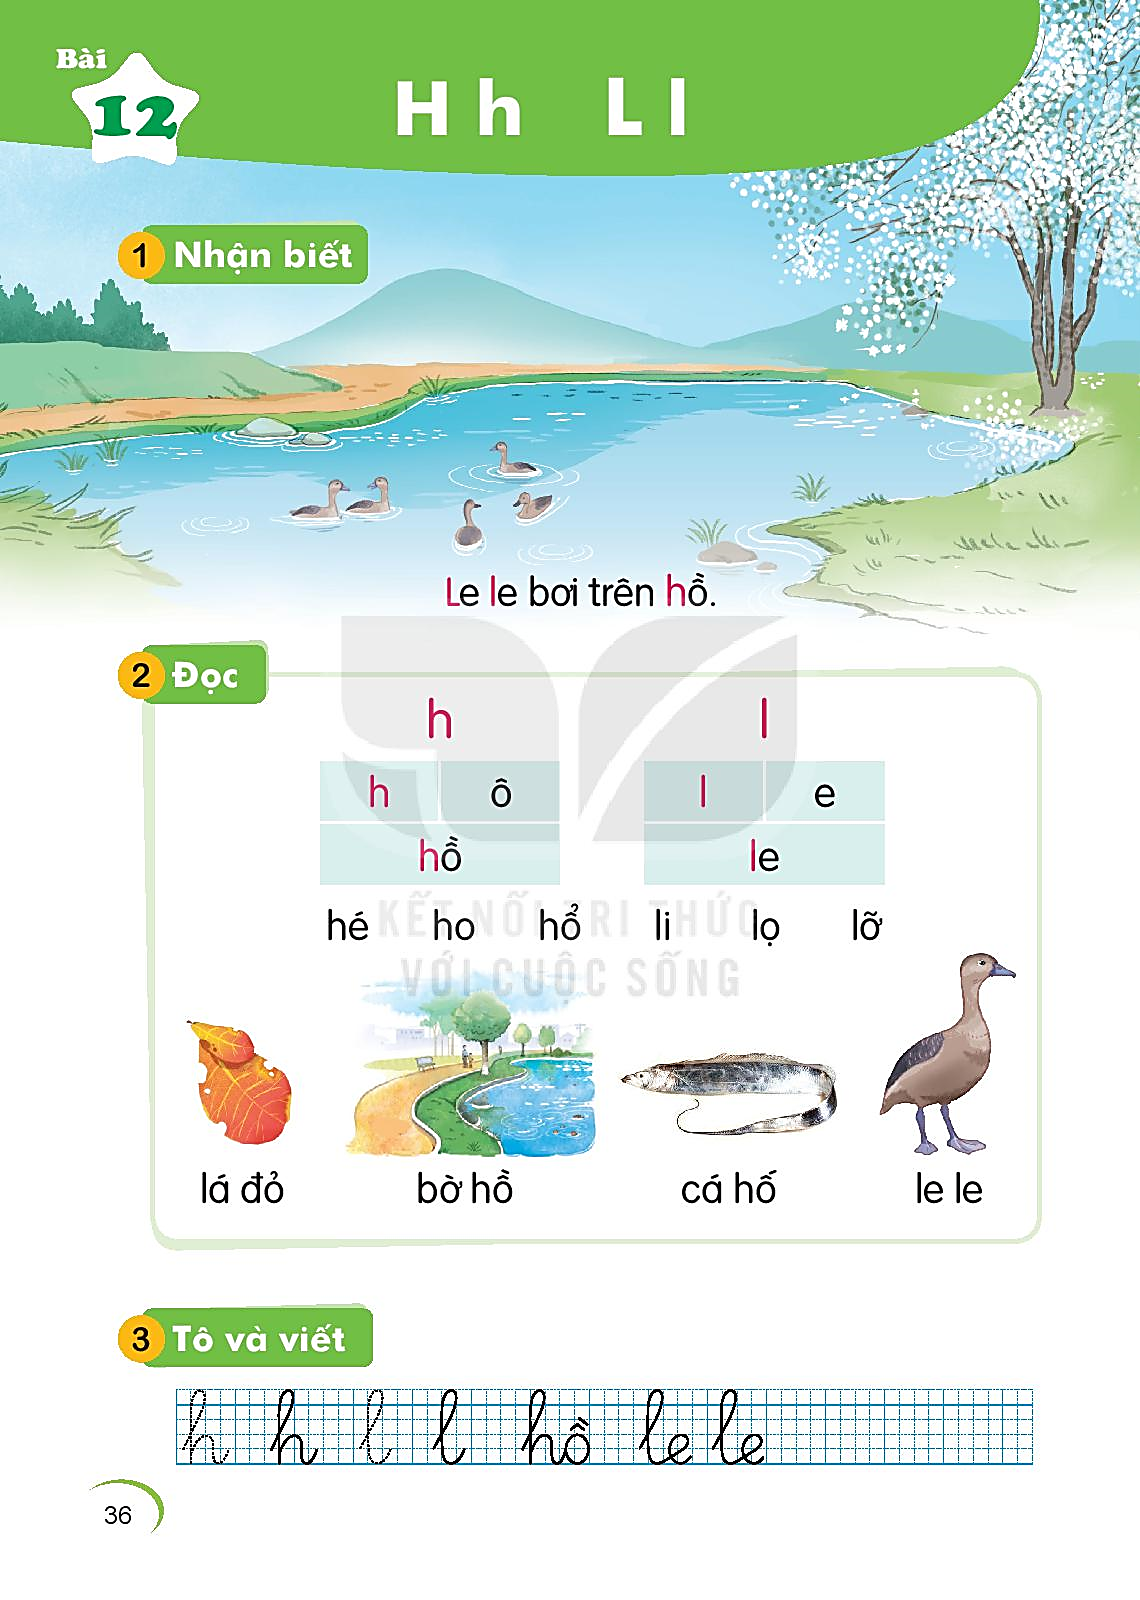 Bài
12
H h L l
1 Nhận biết
Le le bơi trên hồ.
2 Đọc
h l
h ô l e
hồ le
hé ho hổ li lọ lỡ
KẾT NỐI TRI THỨC
VỚI CUỘC SỐNG
lá đỏ bờ hồ cá hố le le
3 Tô và viết
h h l l hồ le le
36